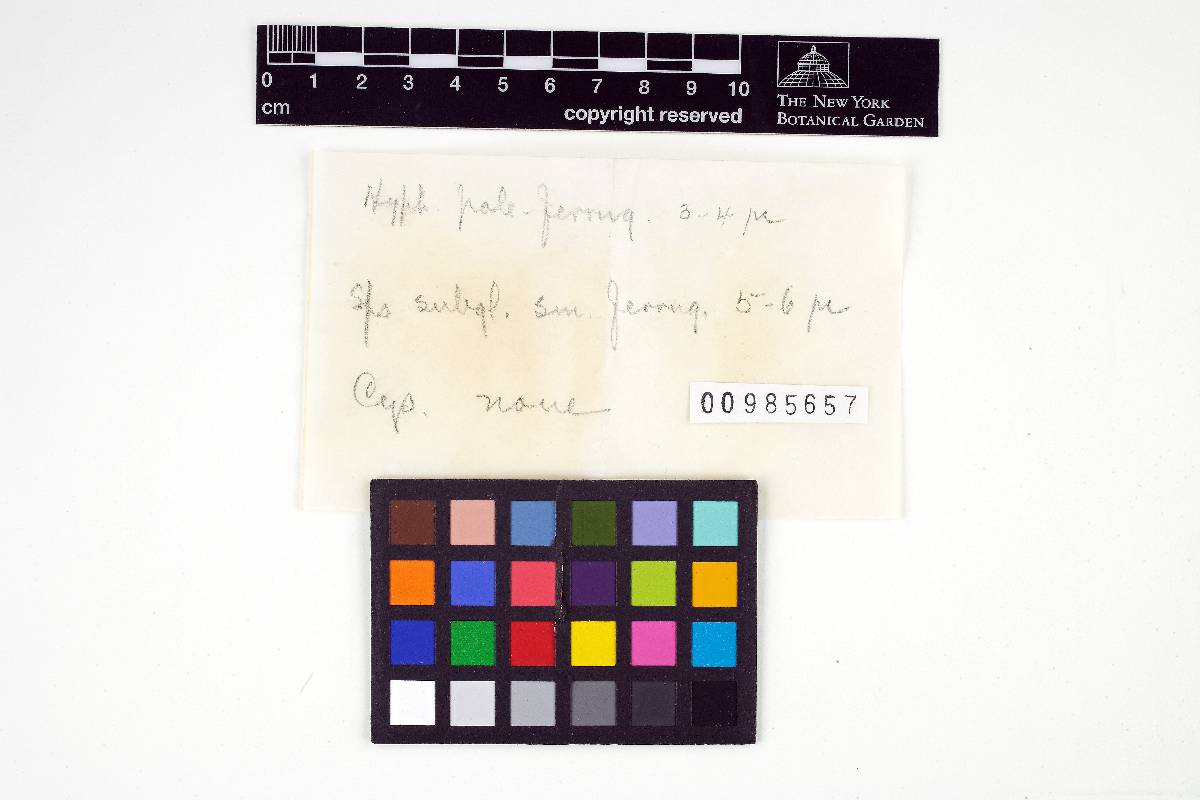 0 1 2 3 4 5 6 7 8 9 10
cm
copyright reserved
THE NEW YORK
BOTANICAL GARDEN
Hyph. pale-ferrug. 3-4 μ
Sps subgl. sm. ferrug. 5-6 μ
Cys. none
00985657